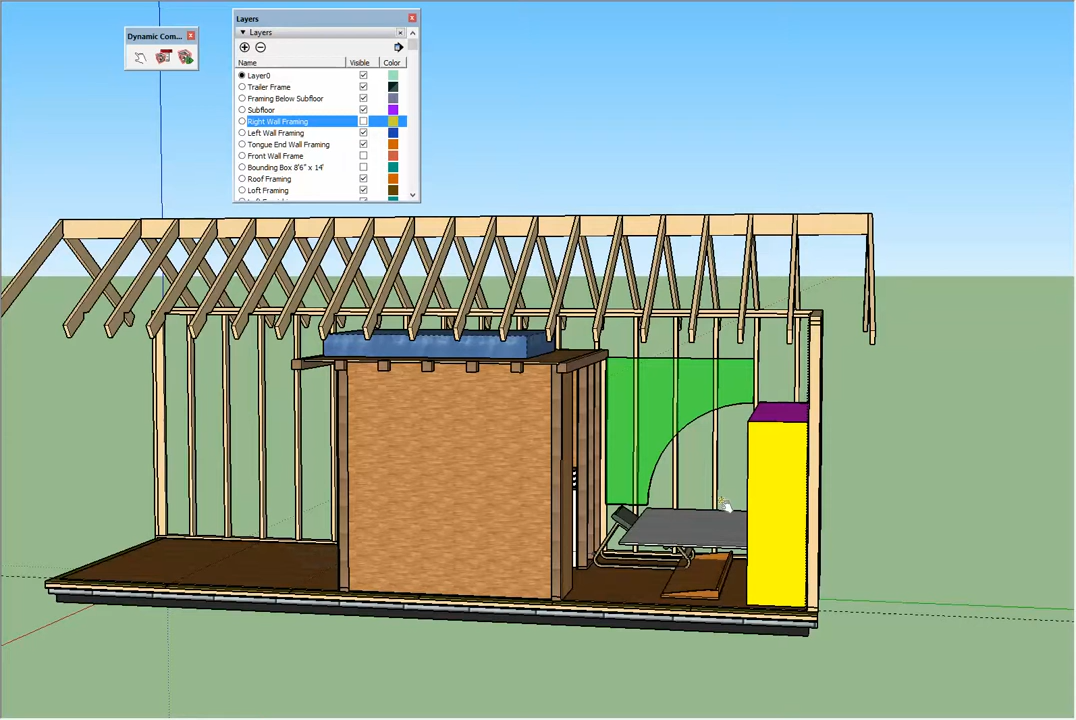 Layers
Dynamic Com...
Layers
Name Visible Color
Layer0
Trailer Frame
Framing Below Subfloor
Subfloor
Right Wall Framing
Left Wall Framing
Tongue End Wall Framing
Front Wall Frame
Bounding Box 8'6" x 14'
Roof Framing
Loft Framing